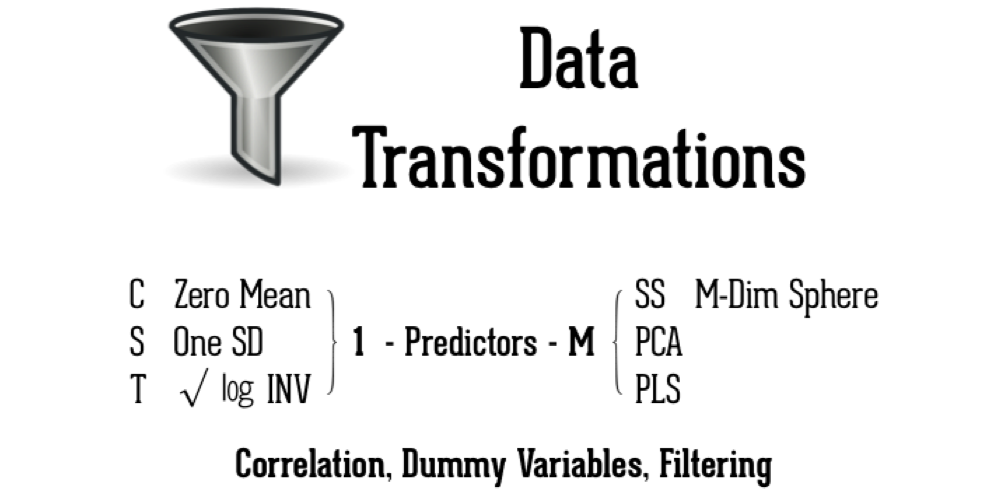 Data
Transformations
C Zero Mean
S One SD
T √ log INV
1 - Predictors - M
SS M-Dim Sphere
PCA
PLS
Correlation, Dummy Variables, Filtering